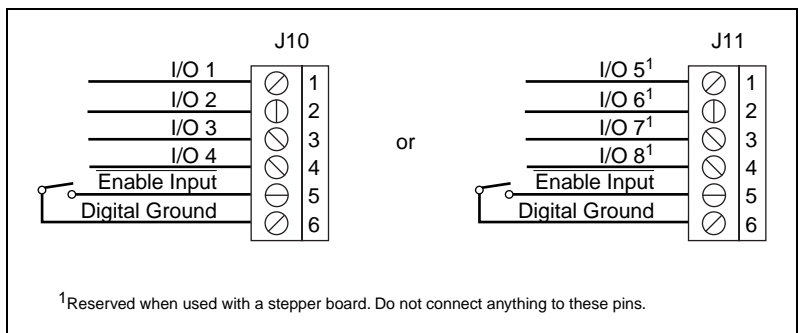 J10
I/O 1 1
I/O 2 2
I/O 3 3
I/O 4 4
Enable Input 5
Digital Ground 6
or
J11
I/O 5¹ 1
I/O 6¹ 2
I/O 7¹ 3
I/O 8¹ 4
Enable Input 5
Digital Ground 6
¹Reserved when used with a stepper board. Do not connect anything to these pins.